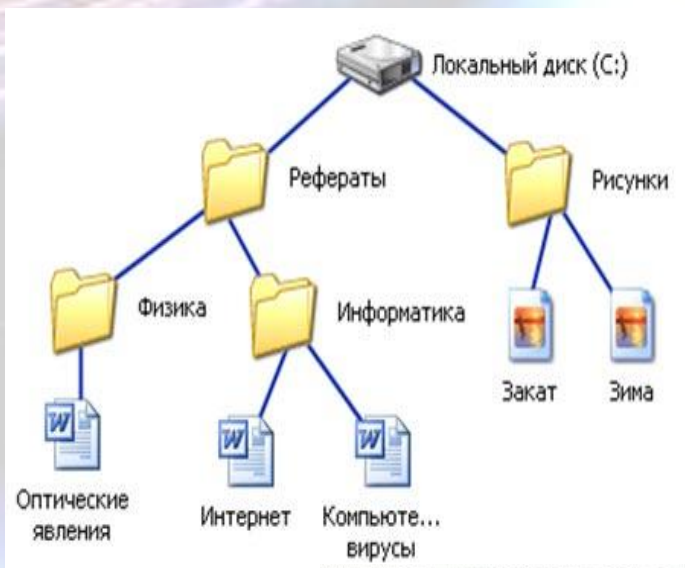 Локальный диск (C:)
Рефераты
Рисунки
Физика
Информатика
Закат
Зима
Оптические
явления
Интернет
Компьюте...
вирусы